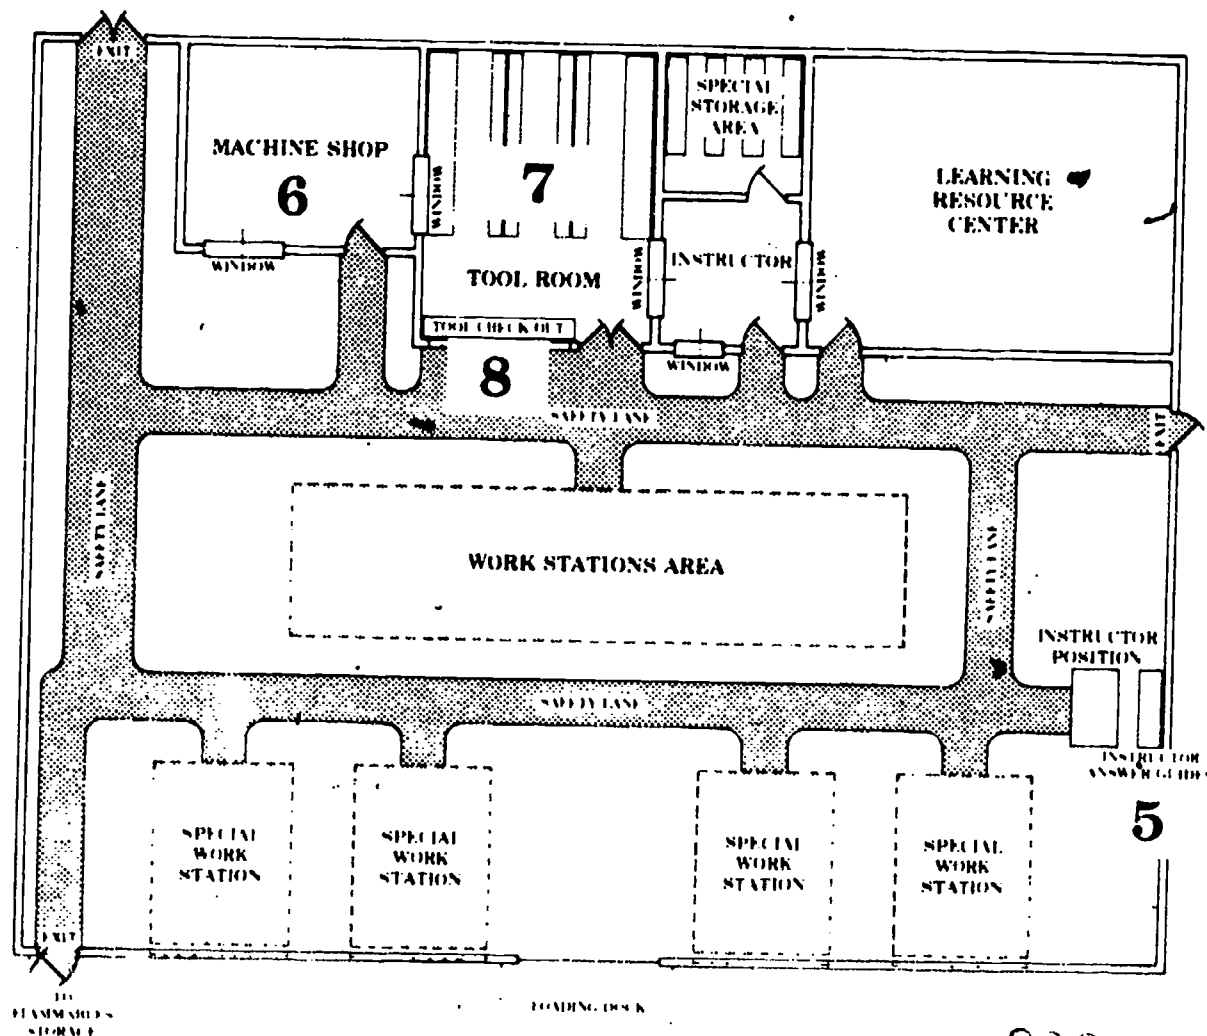 EXIT
MACHINE SHOP
6
WINDOW
WINDOW
7
TOOL ROOM
TOOL CHECK OUT
8
SPECIAL
STORAGE
AREA
WINDOW
INSTRUCTOR
WINDOW
WINDOW
LEARNING
RESOURCE
CENTER
SAFETY LANE
EXIT
SAFETY LANE
WORK STATIONS AREA
SAFETY LANE
INSTRUCTOR
POSITION
SAFETY LANE
INSTRUCTOR
ANSWER GUIDES
5
SPECIAL
WORK
STATION
SPECIAL
WORK
STATION
SPECIAL
WORK
STATION
SPECIAL
WORK
STATION
EXIT
TO
FLAMMABLES
STORAGE
LOADING DOCK